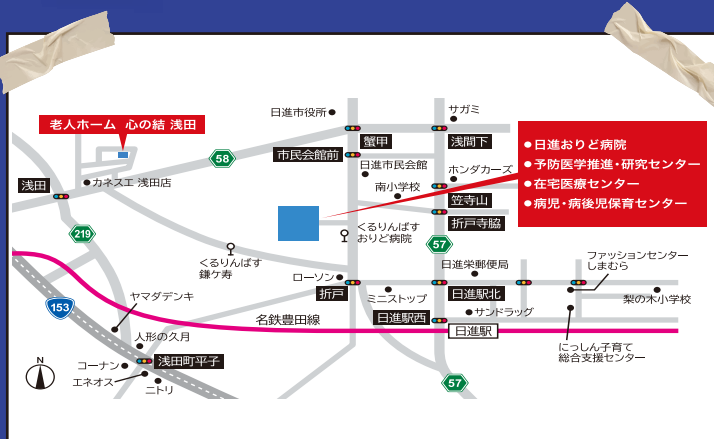 日進市役所
サガミ
老人ホーム 心の結 浅田
蟹甲
浅間下
58
市民会館前
日進市民会館
ホンダカーズ
●日進おりど病院
●予防医学推進・研究センター
●在宅医療センター
●病児・病後児保育センター
浅田
カネスエ 浅田店
南小学校
笠寺山
折戸寺脇
219
くるりんばす
おりど病院
57
くるりんばす
鎌ケ寿
日進栄郵便局
ファッションセンター
しまむら
ローソン
折戸
ミニストップ
日進駅北
梨の木小学校
153
ヤマダデンキ
名鉄豊田線
日進駅西
サンドラッグ
日進駅
人形の久月
にっしん子育て
総合支援センター
N
コーナン
浅田町平子
エネオス
ニトリ
57